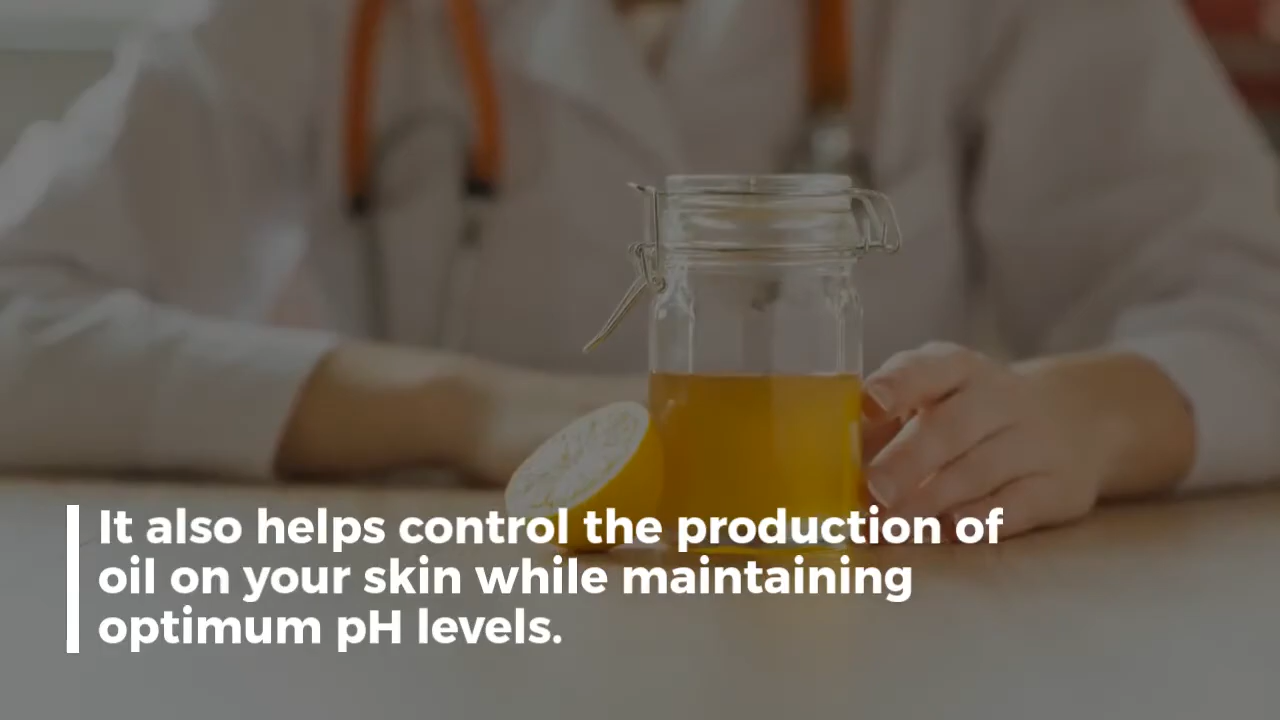 It also helps control the production of
oil on your skin while maintaining
optimum pH levels.